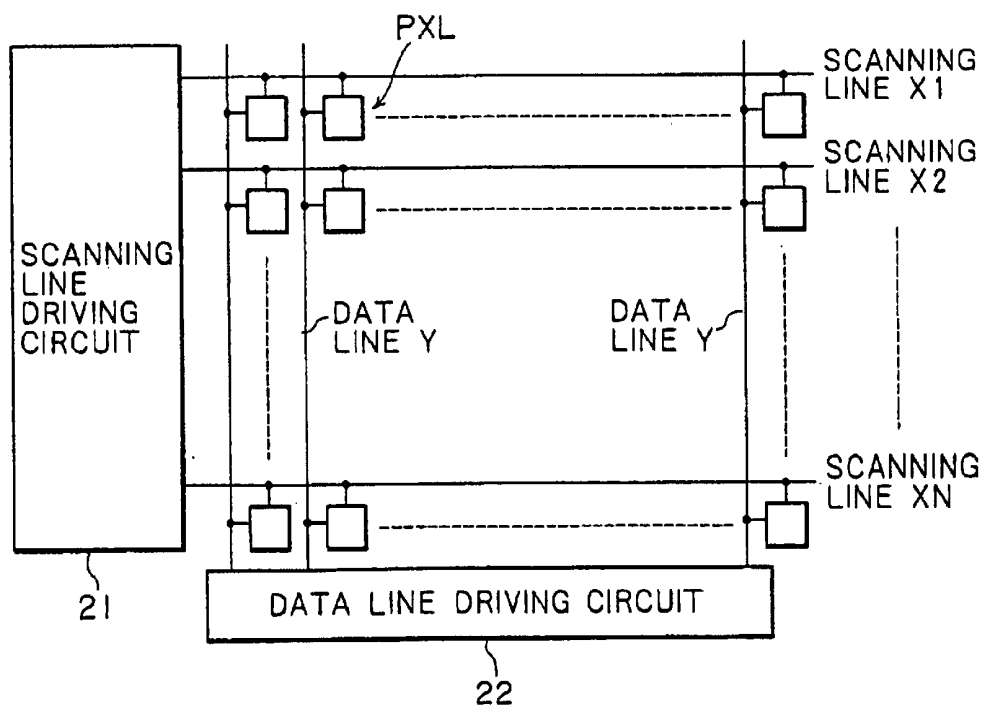 PXL
SCANNING
LINE X1
SCANNING
LINE X2
SCANNING
LINE
DRIVING
CIRCUIT
DATA
LINE Y
DATA
LINE Y
SCANNING
LINE XN
21
DATA LINE DRIVING CIRCUIT
22